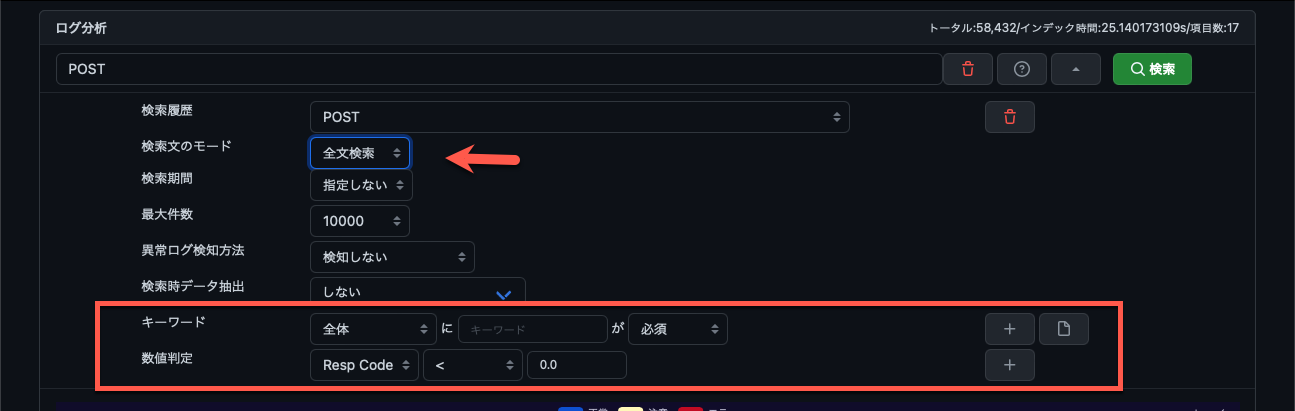 ログ分析 トータル:58,432/インデック時間:25.140173109s/項目数:17
POST 検索
検索履歴 POST
検索文のモード 全文検索
検索期間 指定しない
最大件数 10000
異常ログ検知方法 検知しない
検索時データ抽出 しない
キーワード 全体 に キーワード が 必須
数値判定 Resp Code < 0.0